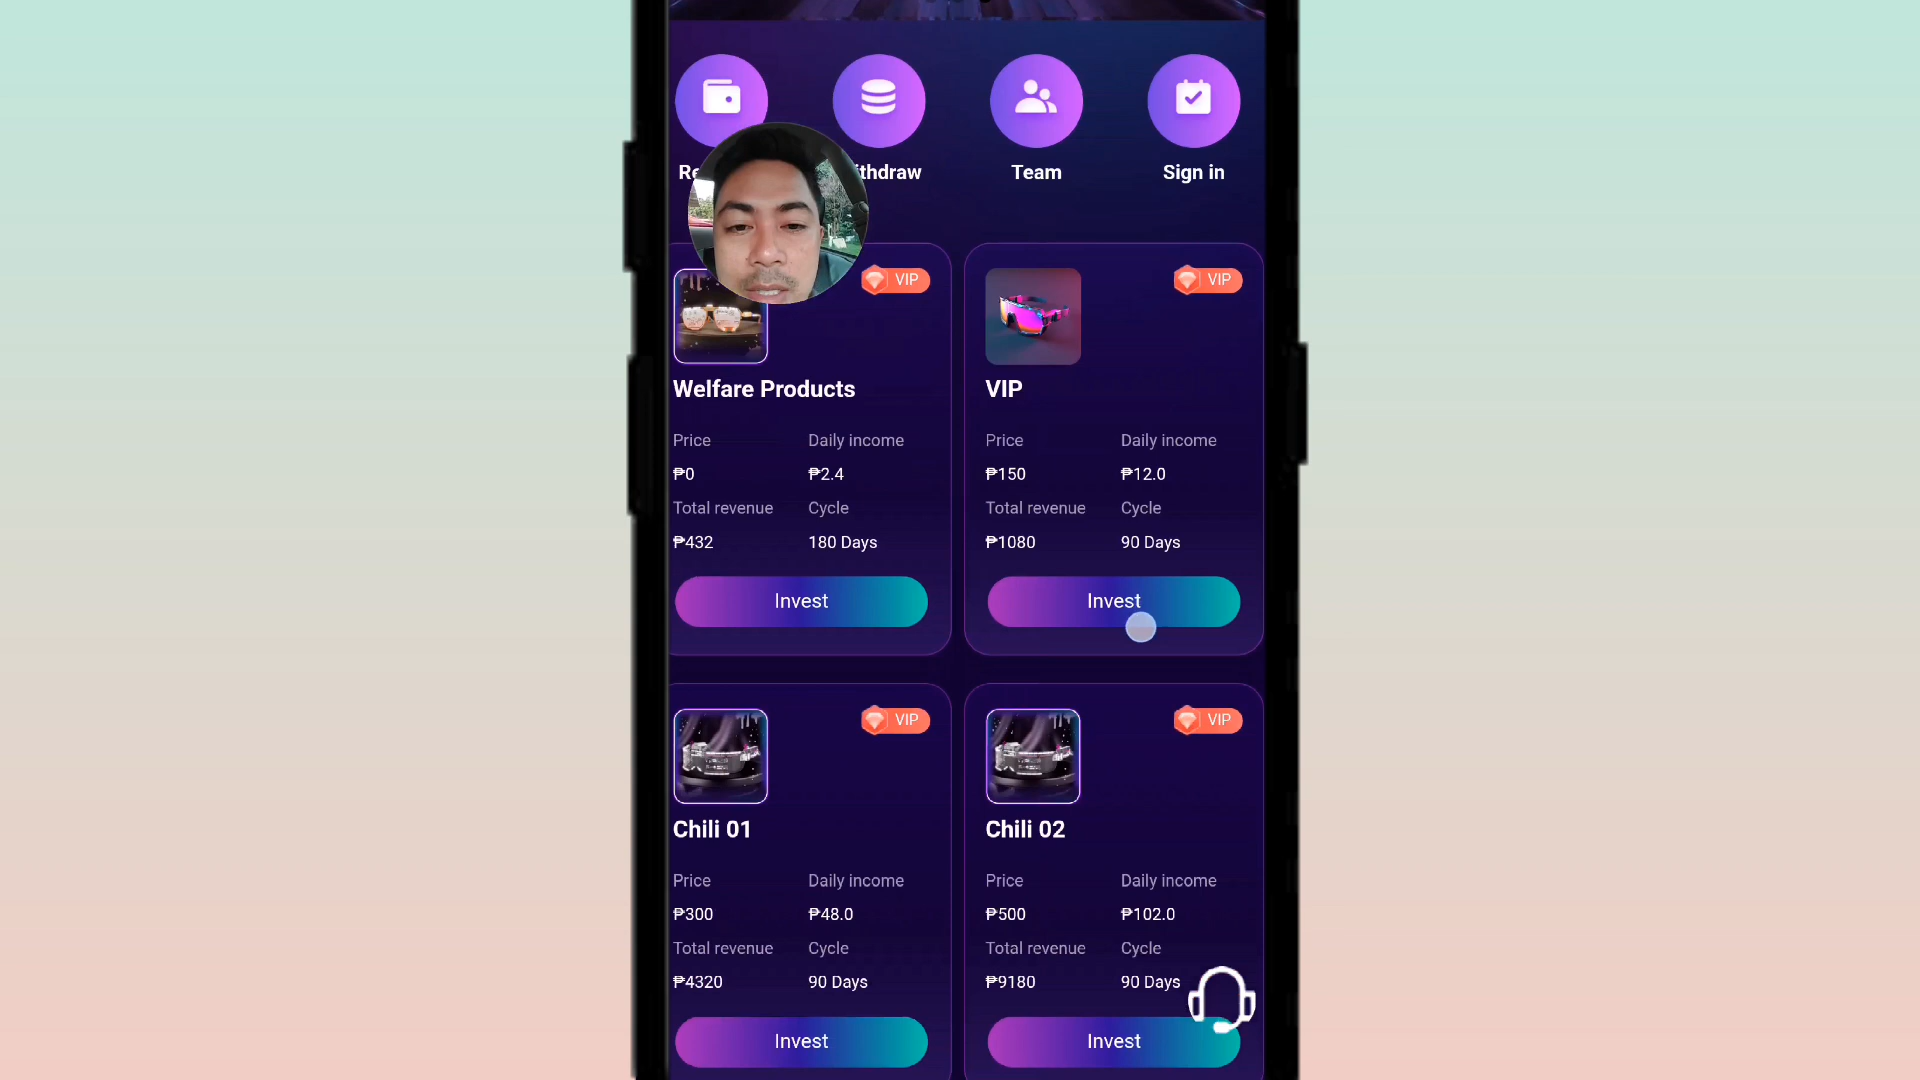 Team
Sign in
VIP
VIP
Welfare Products
VIP
Price
Daily income
Price
Daily income
₱0
₱2.4
₱150
₱12.0
Total revenue
Cycle
Total revenue
Cycle
₱432
180 Days
₱1080
90 Days
Invest
Invest
VIP
VIP
Chili 01
Chili 02
Price
Daily income
Price
Daily income
₱300
₱48.0
₱500
₱102.0
Total revenue
Cycle
Total revenue
Cycle
₱4320
90 Days
₱9180
90 Days
Invest
Invest